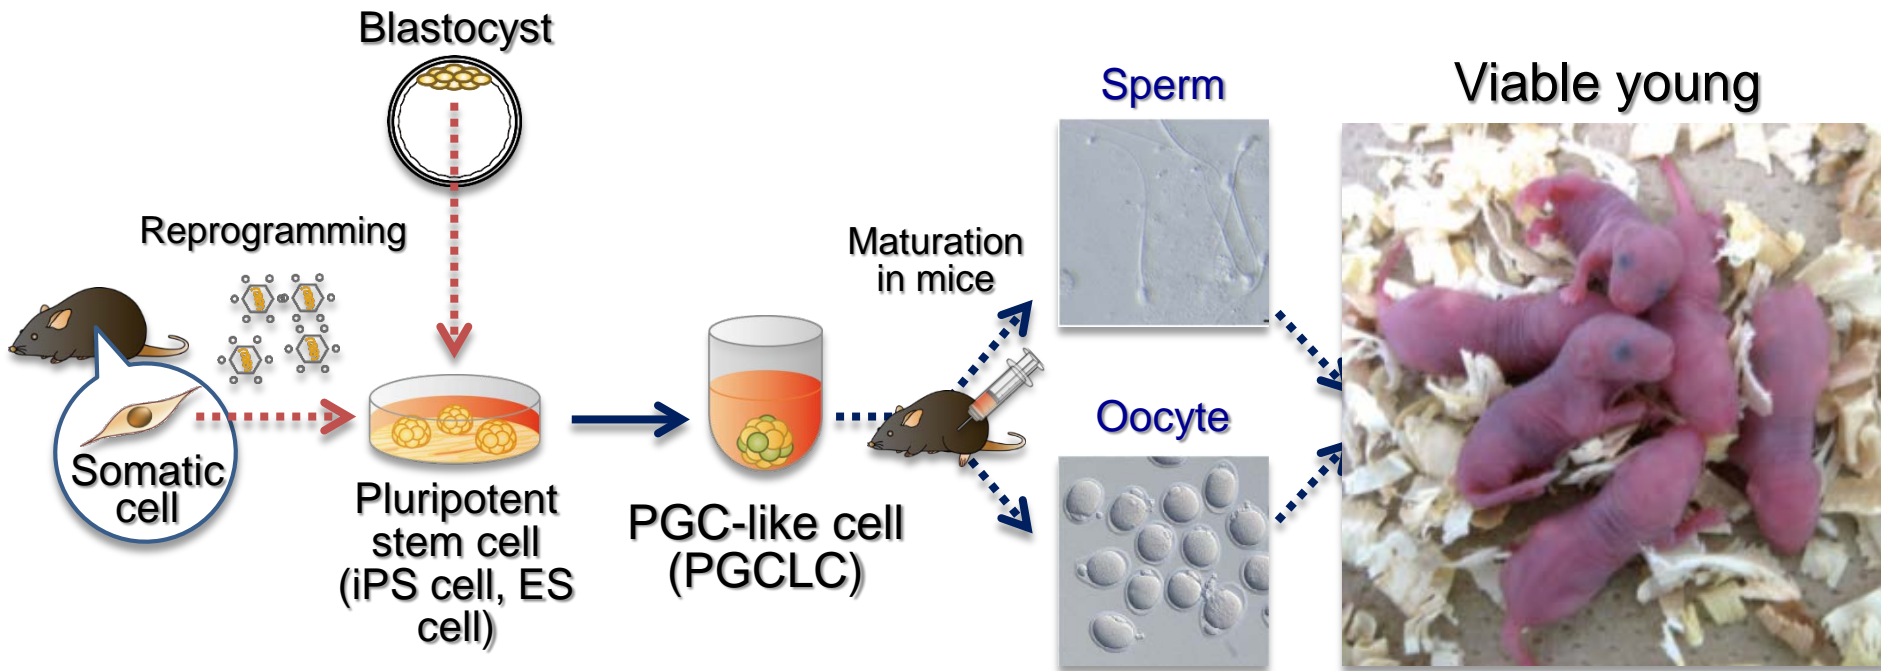 Blastocyst
Reprogramming
Somatic
cell
Pluripotent
stem cell
(iPS cell, ES
cell)
PGC-like cell
(PGCLC)
Maturation
in mice
Sperm
Oocyte
Viable young